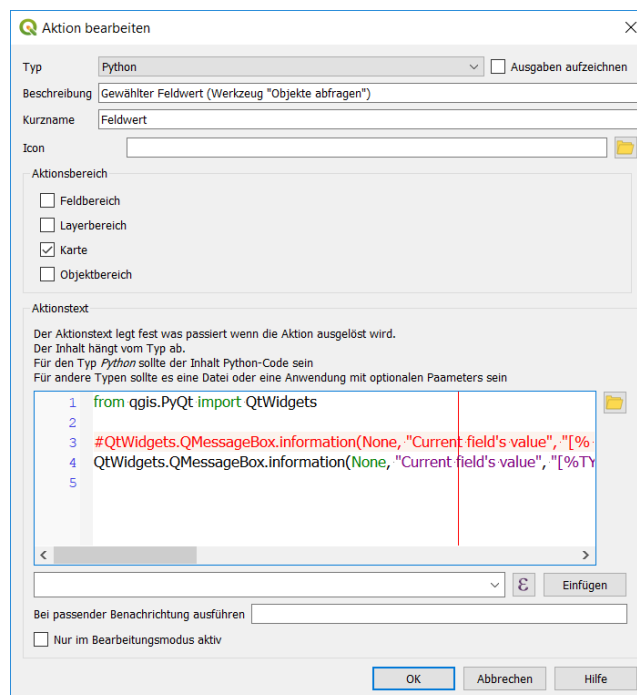 Aktion bearbeiten
Typ Python Ausgaben aufzeichnen
Beschreibung Gewählter Feldwert (Werkzeug "Objekte abfragen")
Kurzname Feldwert
Icon
Aktionsbereich
Feldbereich
Layerbereich
Karte
Objektbereich
Aktionstext
Der Aktionstext legt fest was passiert wenn die Aktion ausgelöst wird.
Der Inhalt hängt vom Typ ab.
Für den Typ Python sollte der Inhalt Python-Code sein
Für andere Typen sollte es eine Datei oder eine Anwendung mit optionalen Paameters sein
1 from qgis.PyQt import QtWidgets
2
3 #QtWidgets.QMessageBox.information(None, "Current field's value", "[%
4 QtWidgets.QMessageBox.information(None, "Current field's value", "[%TY
5
ε Einfügen
Bei passender Benachrichtung ausführen
Nur im Bearbeitungsmodus aktiv
OK Abbrechen Hilfe